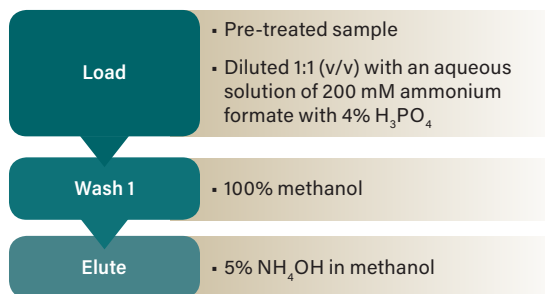 Load
▪ Pre-treated sample
▪ Diluted 1:1 (v/v) with an aqueous
solution of 200 mM ammonium
formate with 4% H₃PO₄
Wash 1
▪ 100% methanol
Elute
▪ 5% NH₄OH in methanol